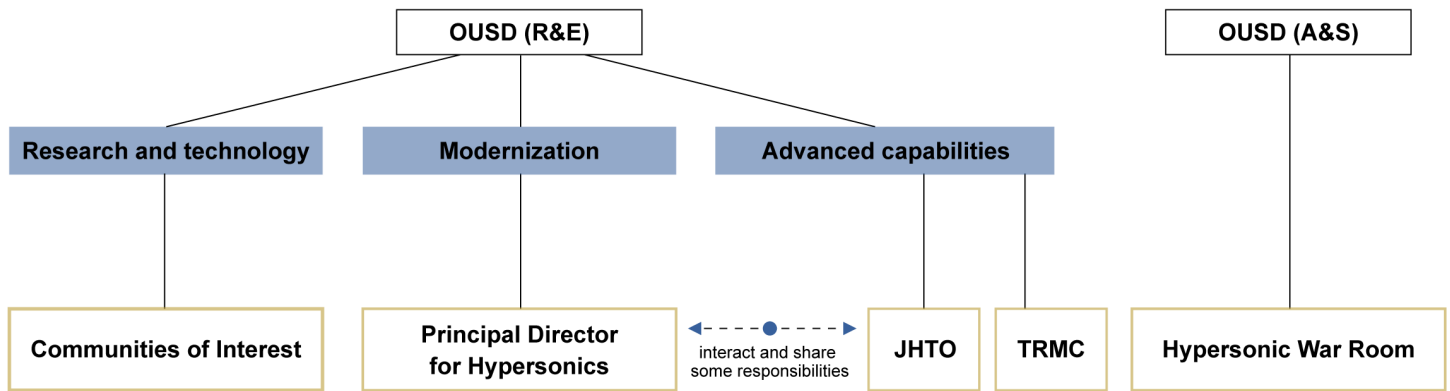 OUSD (R&E)
OUSD (A&S)
Research and technology
Modernization
Advanced capabilities
Communities of Interest
Principal Director
for Hypersonics
interact and share
some responsibilities
JHTO
TRMC
Hypersonic War Room